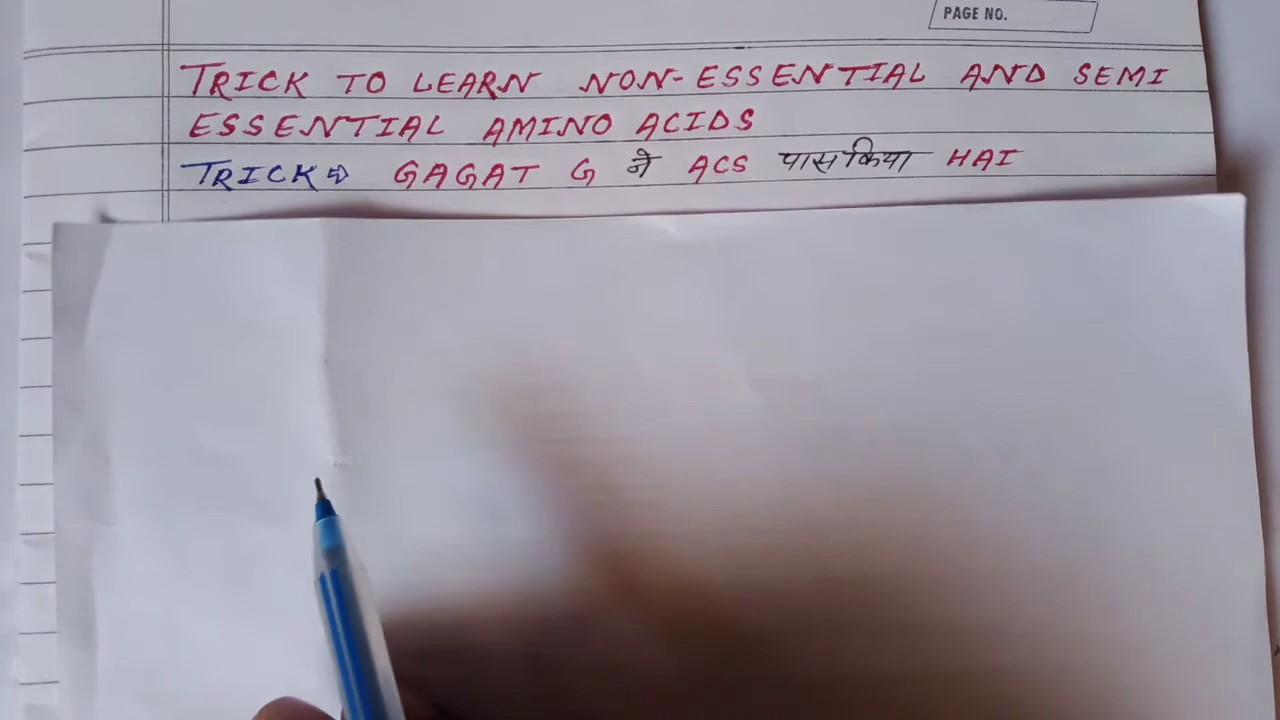 PAGE NO.
TRICK TO LEARN NON-ESSENTIAL AND SEMI
ESSENTIAL AMINO ACIDS
TRICK ⇨ GAGAT G ने ACS पास किया HAI